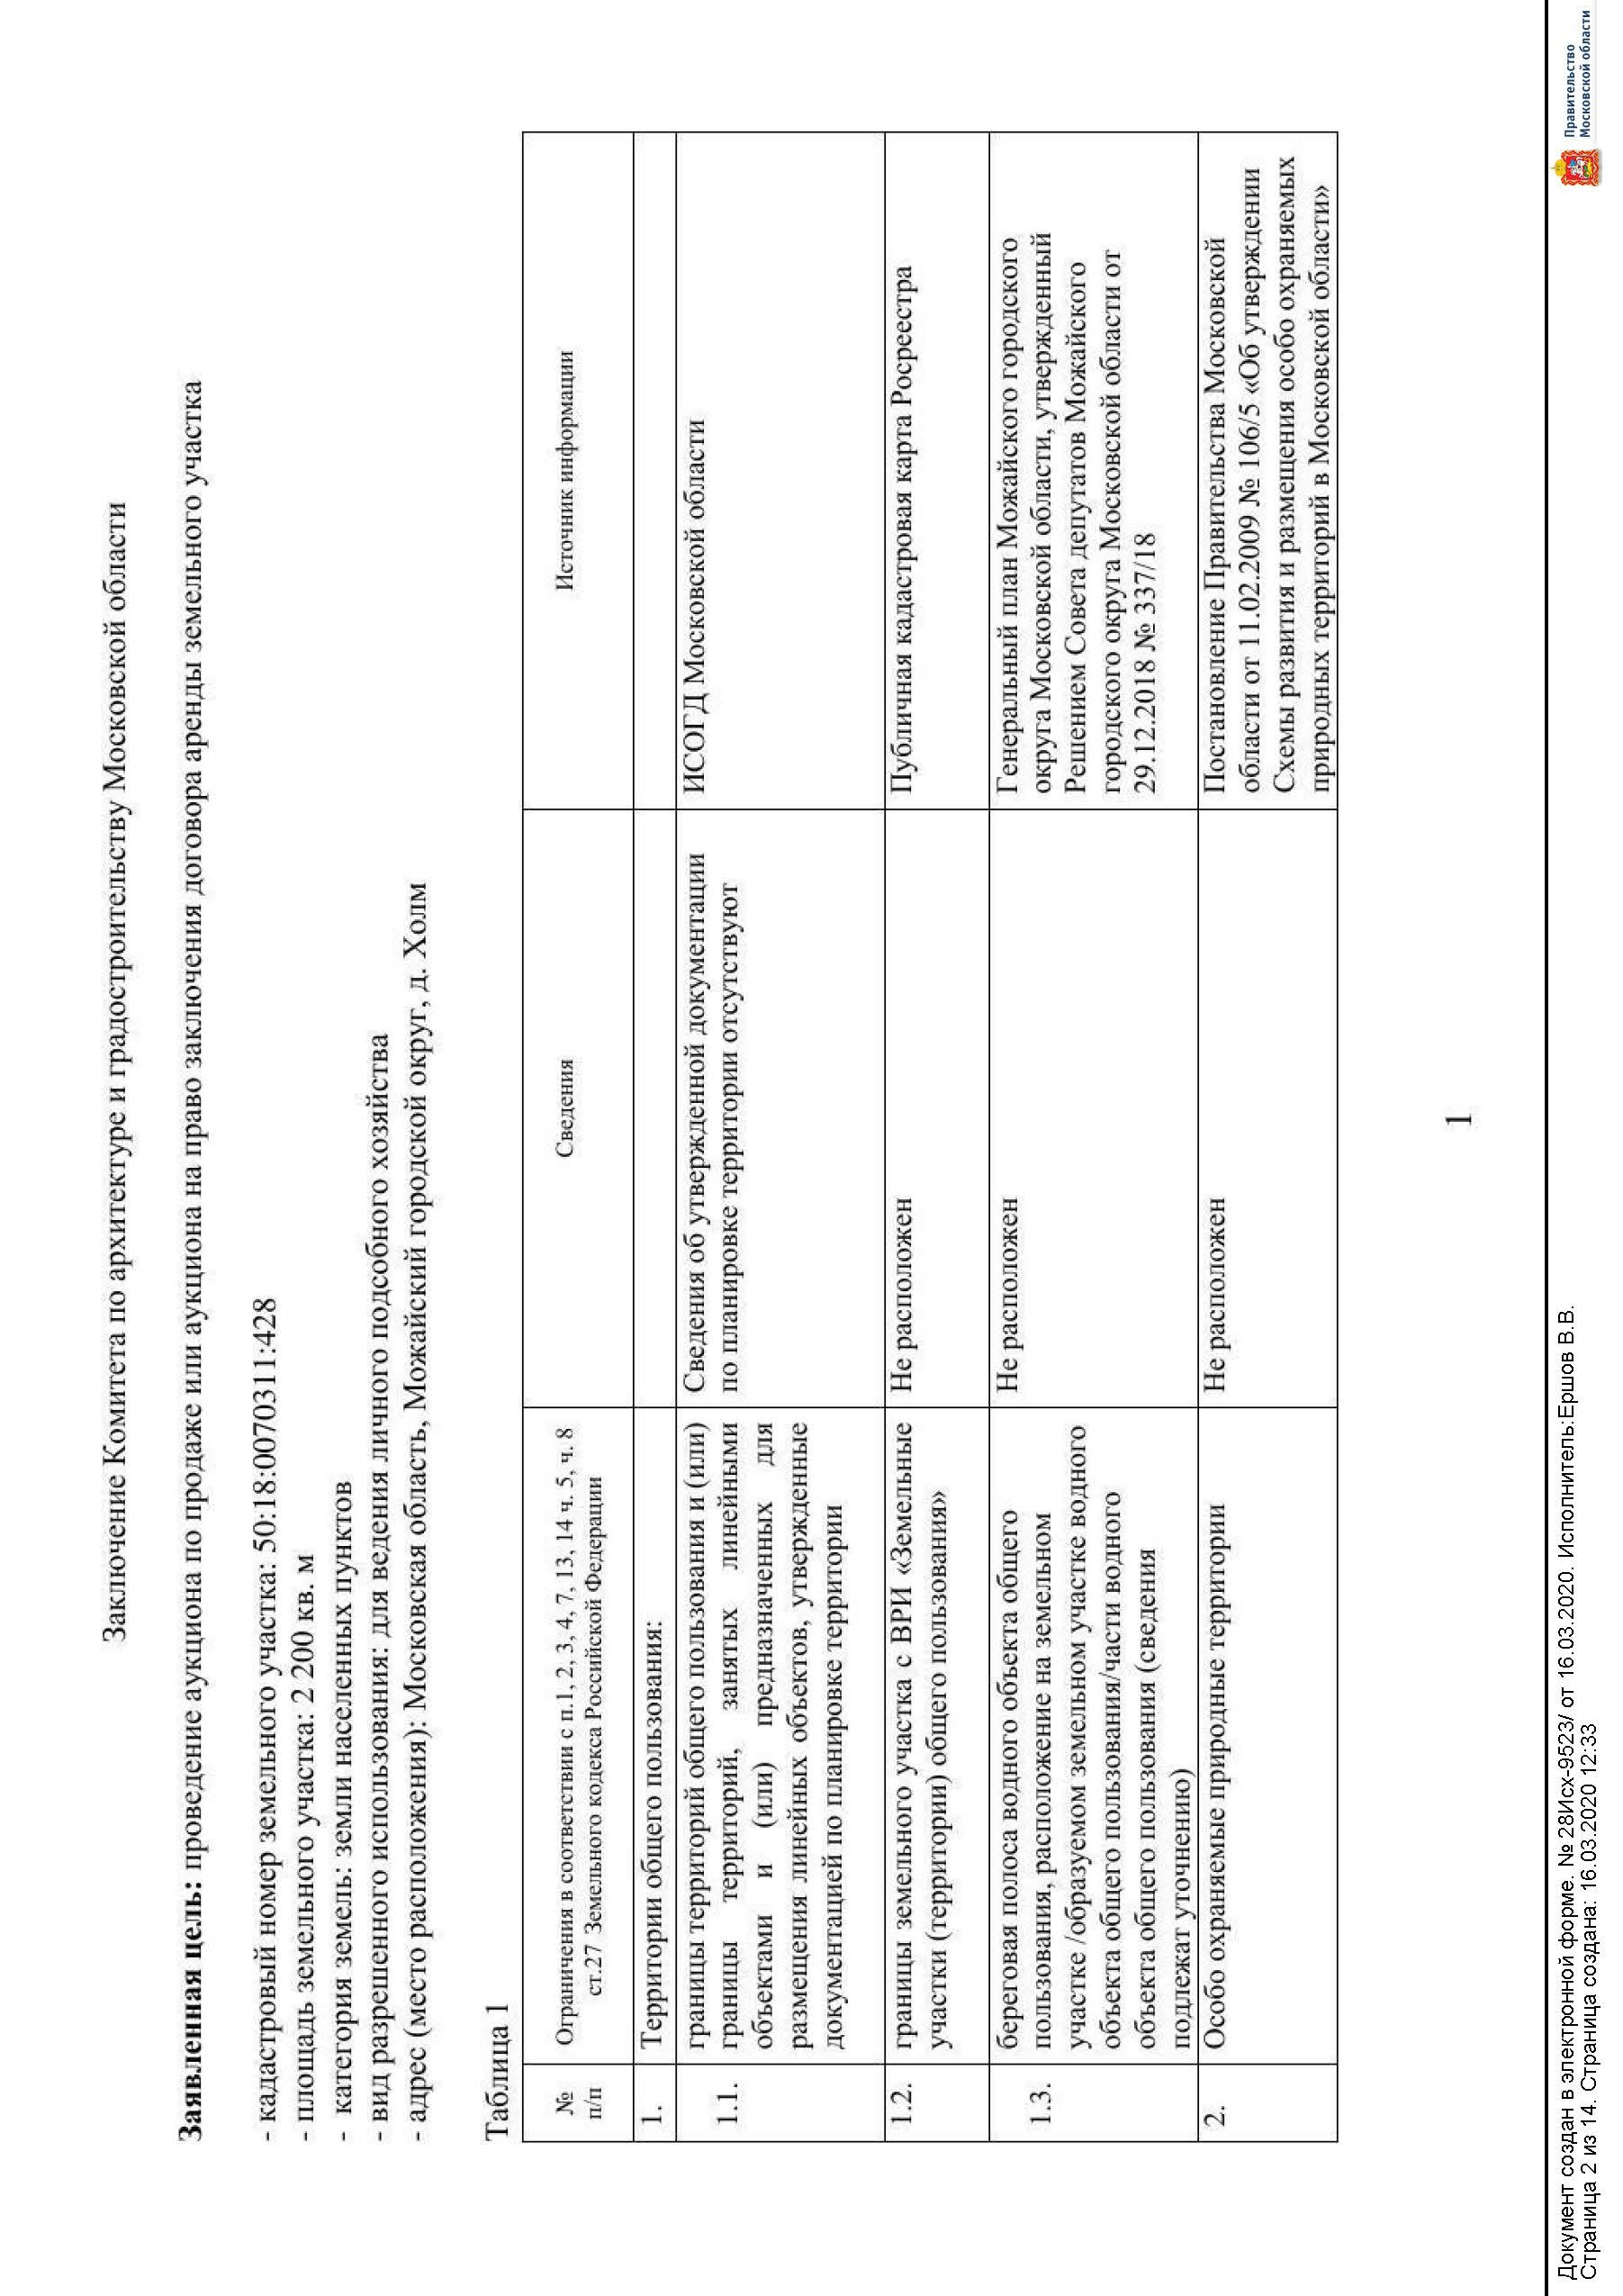 Заключение Комитета по архитектуре и градостроительству Московской области
Заявленная цель: проведение аукциона по продаже или аукциона на право заключения договора аренды земельного участка
- кадастровый номер земельного участка: 50:18:0070311:428
- площадь земельного участка: 2 200 кв. м
- категория земель: земли населенных пунктов
- вид разрешенного использования: для ведения личного подсобного хозяйства
- адрес (место расположения): Московская область, Можайский городской округ, д. Холм
Таблица 1
№
п/п
Ограничения в соответствии с п.1, 2, 3, 4, 7, 13, 14 ч. 5, ч. 8
ст.27 Земельного кодекса Российской Федерации
Сведения
Источник информации
1.
Территории общего пользования:
1.1.
границы территорий общего пользования и (или)
границы территорий, занятых линейными
объектами и (или) предназначенных для
размещения линейных объектов, утвержденные
документацией по планировке территории
Сведения об утвержденной документации
по планировке территории отсутствуют
ИСОГД Московской области
1.2.
границы земельного участка с ВРИ «Земельные
участки (территории) общего пользования»
Не расположен
Публичная кадастровая карта Росреестра
1.3.
береговая полоса водного объекта общего
пользования, расположение на земельном
участке /образуемом земельном участке водного
объекта общего пользования/части водного
объекта общего пользования (сведения
подлежат уточнению)
Не расположен
Генеральный план Можайского городского
округа Московской области, утвержденный
Решением Совета депутатов Можайского
городского округа Московской области от
29.12.2018 № 337/18
2.
Особо охраняемые природные территории
Не расположен
Постановление Правительства Московской
области от 11.02.2009 № 106/5 «Об утверждении
Схемы развития и размещения особо охраняемых
природных территорий в Московской области»
1
Документ создан в электронной форме. № 28Исх-9523/ от 16.03.2020. Исполнитель:Ершов В.В.
Страница 2 из 14. Страница создана: 16.03.2020 12:33
Правительство
Московской области